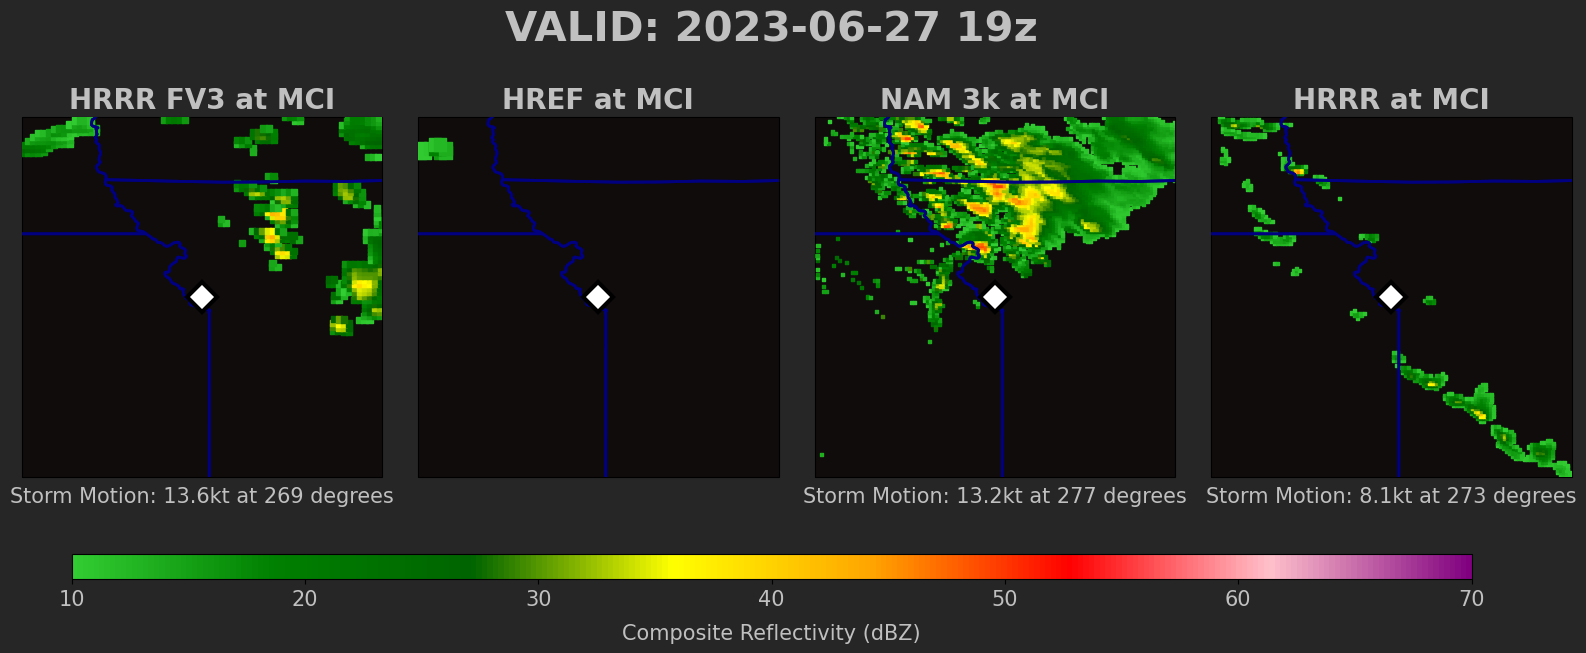 VALID: 2023-06-27 19z
HRRR FV3 at MCI
HREF at MCI
NAM 3k at MCI
HRRR at MCI
Storm Motion: 13.6kt at 269 degrees
Storm Motion: 13.2kt at 277 degrees
Storm Motion: 8.1kt at 273 degrees
10 20 30 40 50 60 70
Composite Reflectivity (dBZ)